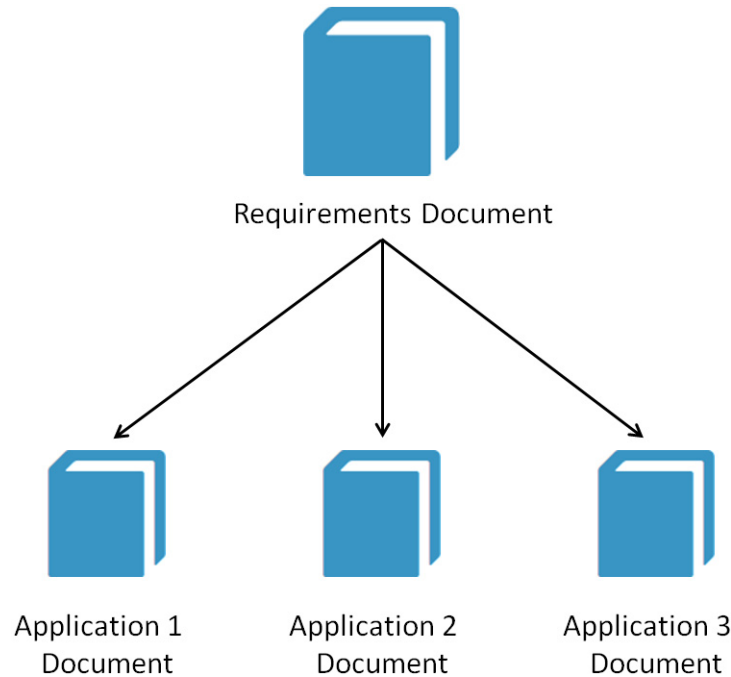 Requirements Document
Application 1
Document
Application 2
Document
Application 3
Document